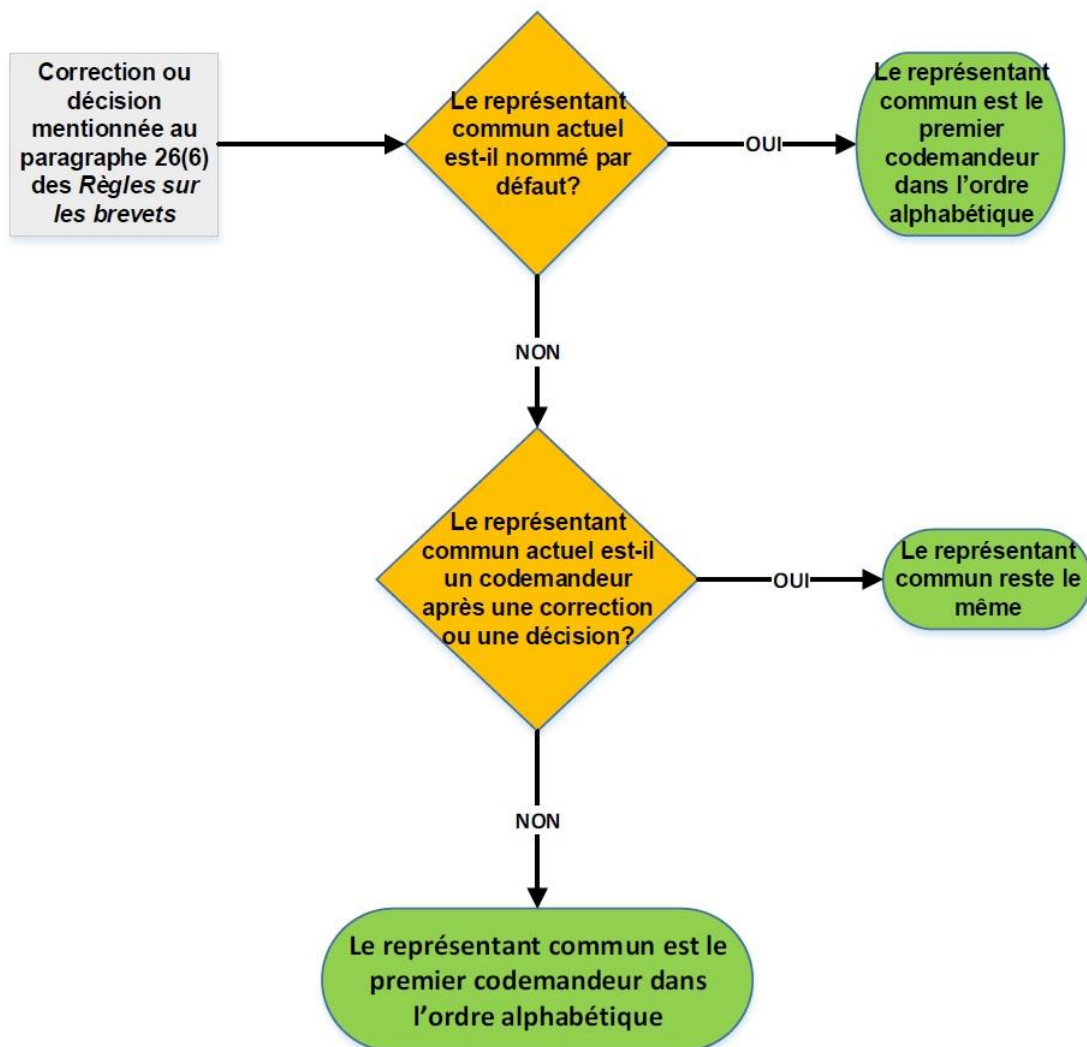 Correction ou
décision
mentionnée au
paragraphe 26(6)
des Règles sur
les brevets
Le représentant
commun actuel
est-il nommé par
défaut?
OUI
Le représentant
commun est le
premier
codemandeur
dans l’ordre
alphabétique
NON
Le représentant
commun actuel est-il
un codemandeur
après une correction
ou une décision?
OUI
Le représentant
commun reste le
même
NON
Le représentant commun est le
premier codemandeur dans
l’ordre alphabétique